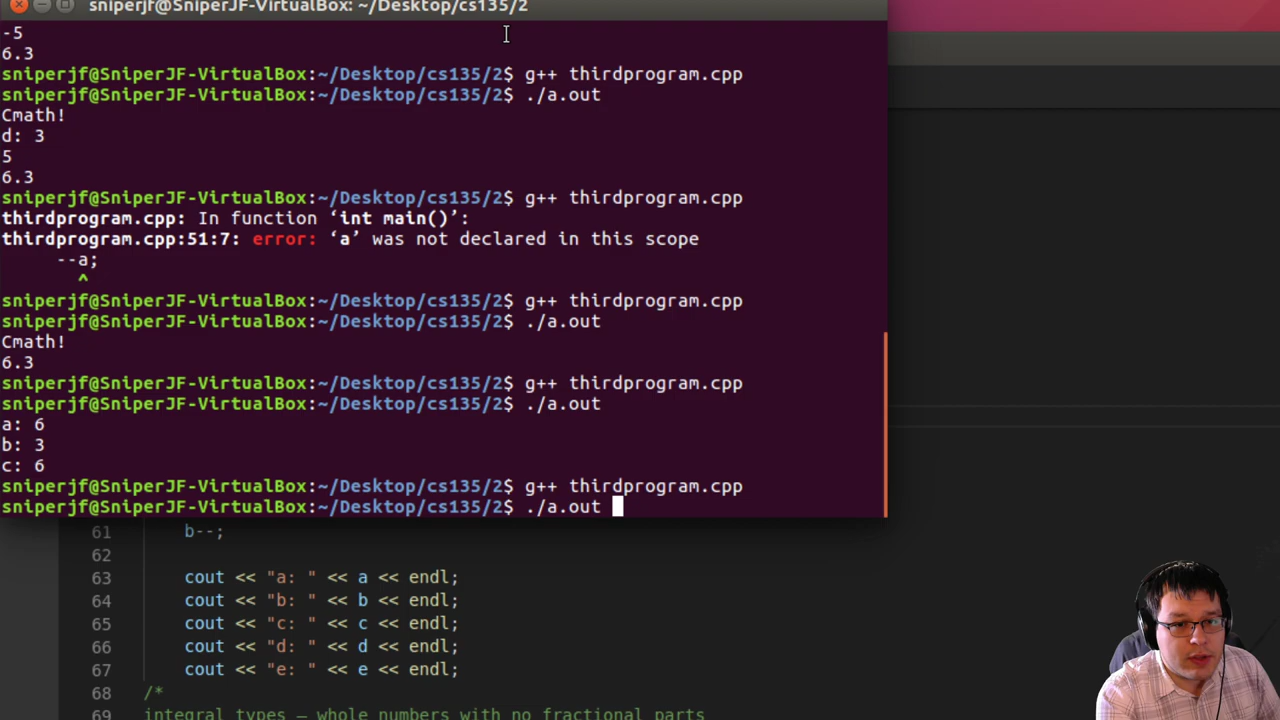 sniperjf@SniperJF-VirtualBox: ~/Desktop/cs135/2
-5
6.3
sniperjf@SniperJF-VirtualBox:~/Desktop/cs135/2$ g++ thirdprogram.cpp
sniperjf@SniperJF-VirtualBox:~/Desktop/cs135/2$ ./a.out
Cmath!
d: 3
5
6.3
sniperjf@SniperJF-VirtualBox:~/Desktop/cs135/2$ g++ thirdprogram.cpp
thirdprogram.cpp: In function ‘int main()’:
thirdprogram.cpp:51:7: error: ‘a’ was not declared in this scope
--a;
^
sniperjf@SniperJF-VirtualBox:~/Desktop/cs135/2$ g++ thirdprogram.cpp
sniperjf@SniperJF-VirtualBox:~/Desktop/cs135/2$ ./a.out
Cmath!
6.3
sniperjf@SniperJF-VirtualBox:~/Desktop/cs135/2$ g++ thirdprogram.cpp
sniperjf@SniperJF-VirtualBox:~/Desktop/cs135/2$ ./a.out
a: 6
b: 3
c: 6
sniperjf@SniperJF-VirtualBox:~/Desktop/cs135/2$ g++ thirdprogram.cpp
sniperjf@SniperJF-VirtualBox:~/Desktop/cs135/2$ ./a.out
61 b--;
62
63 cout << "a: " << a << endl;
64 cout << "b: " << b << endl;
65 cout << "c: " << c << endl;
66 cout << "d: " << d << endl;
67 cout << "e: " << e << endl;
68 /*
69 integral types – whole numbers with no fractional parts